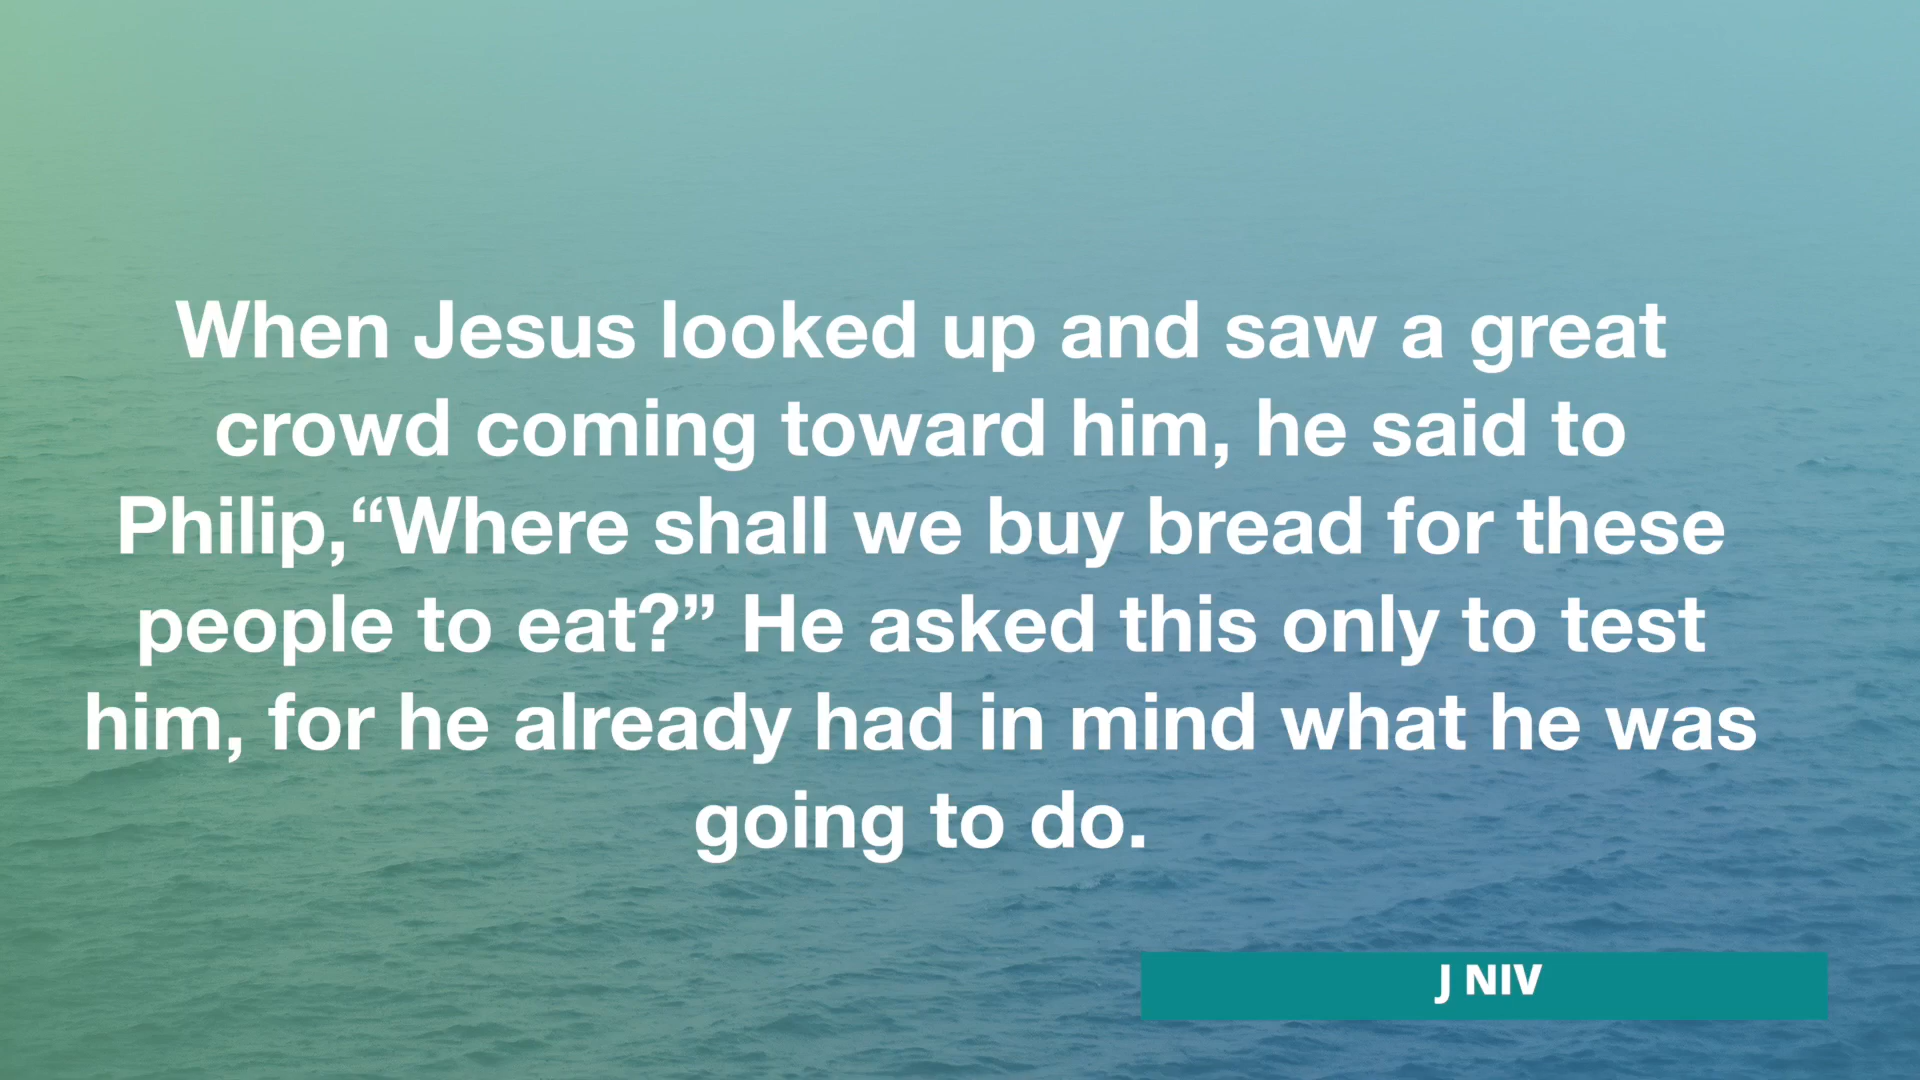 When Jesus looked up and saw a great
crowd coming toward him, he said to
Philip,“Where shall we buy bread for these
people to eat?” He asked this only to test
him, for he already had in mind what he was
going to do.
J NIV